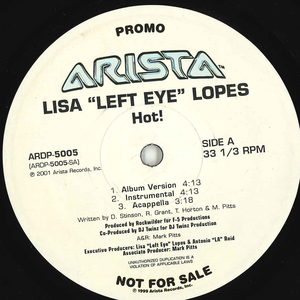 PROMO
ARISTA™
LISA "LEFT EYE" LOPES
Hot!
ARDP-5005
[ARDP-5005-SA]
℗ 2001 Arista Records, Inc.
SIDE A
33 1/3 RPM
1. Album Version 4:13
2. Instrumental 4:13
3. Acappella 3:18
Written by D. Stinson, R. Grant, T. Horton & M. Pitts
Produced by Rockwilder for F-5 Productions
Co-Produced by DJ Twinz for DJ Twinz Production
A&R: Mark Pitts
Executive Producers: Lisa "Left Eye" Lopes & Antonio "LA" Reid
Associate Producer: Mark Pitts
UNAUTHORIZED DUPLICATION IS A
VIOLATION OF APPLICABLE LAWS
NOT FOR SALE
© 1999 Arista Records, Inc.